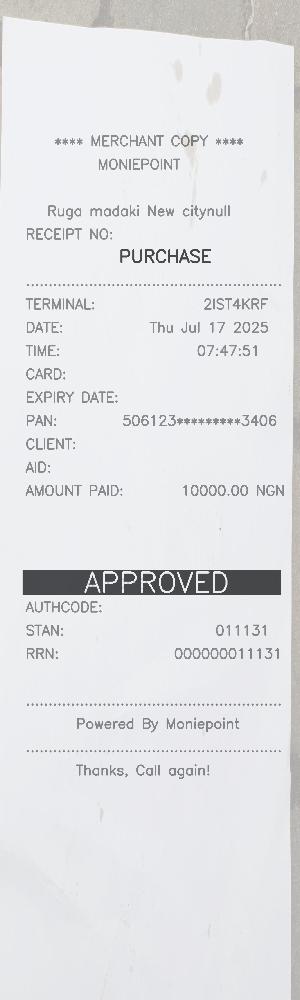 **** MERCHANT COPY ****
MONIEPOINT
Ruga madaki New citynull
RECEIPT NO:
PURCHASE
TERMINAL: 2IST4KRF
DATE: Thu Jul 17 2025
TIME: 07:47:51
CARD:
EXPIRY DATE:
PAN: 506123*********3406
CLIENT:
AID:
AMOUNT PAID: 10000.00 NGN
APPROVED
AUTHCODE:
STAN: 011131
RRN: 000000011131
Powered By Moniepoint
Thanks, Call again!